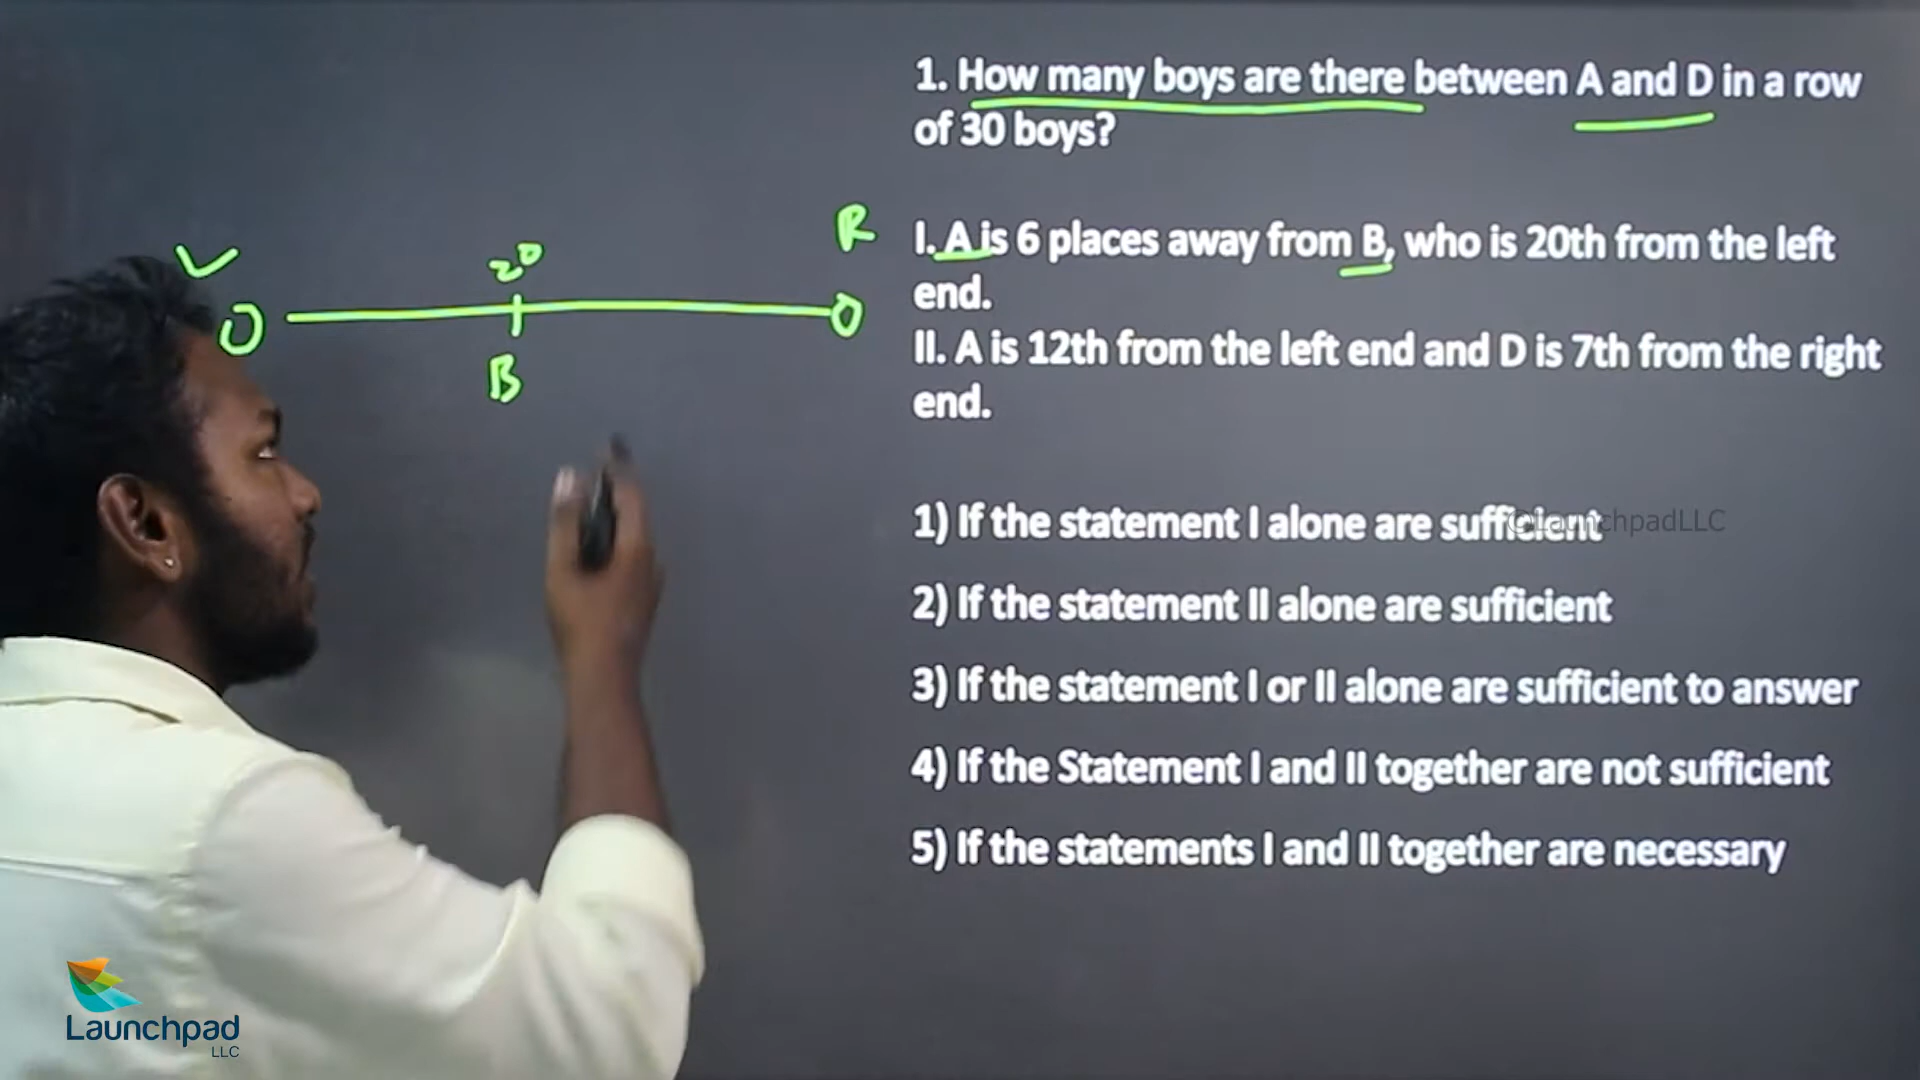 1. How many boys are there between A and D in a row
of 30 boys?
I. A is 6 places away from B, who is 20th from the left
end.
II. A is 12th from the left end and D is 7th from the right
end.
1) If the statement I alone are sufficient
2) If the statement II alone are sufficient
3) If the statement I or II alone are sufficient to answer
4) If the Statement I and II together are not sufficient
5) If the statements I and II together are necessary
20
R
B
©LaunchpadLLC
Launchpad
LLC